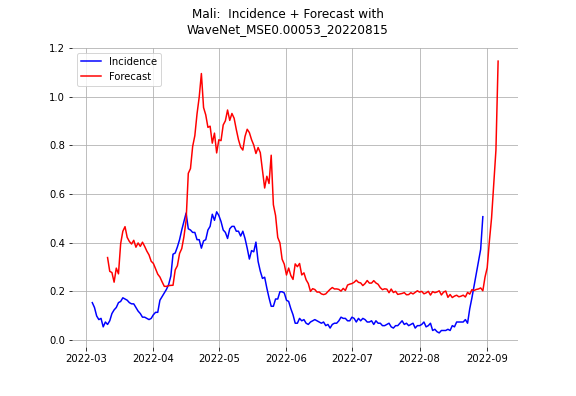 Mali:  Incidence + Forecast with
WaveNet_MSE0.00053_20220815
1.2
1.0
0.8
0.6
0.4
0.2
0.0
Incidence
Forecast
2022-03 2022-04 2022-05 2022-06 2022-07 2022-08 2022-09